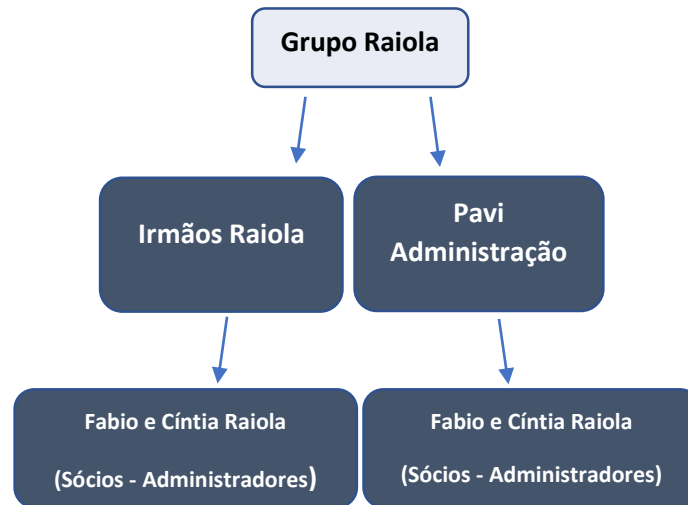 Grupo Raiola
Irmãos Raiola
Pavi
Administração
Fabio e Cíntia Raiola
(Sócios - Administradores)
Fabio e Cíntia Raiola
(Sócios - Administradores)